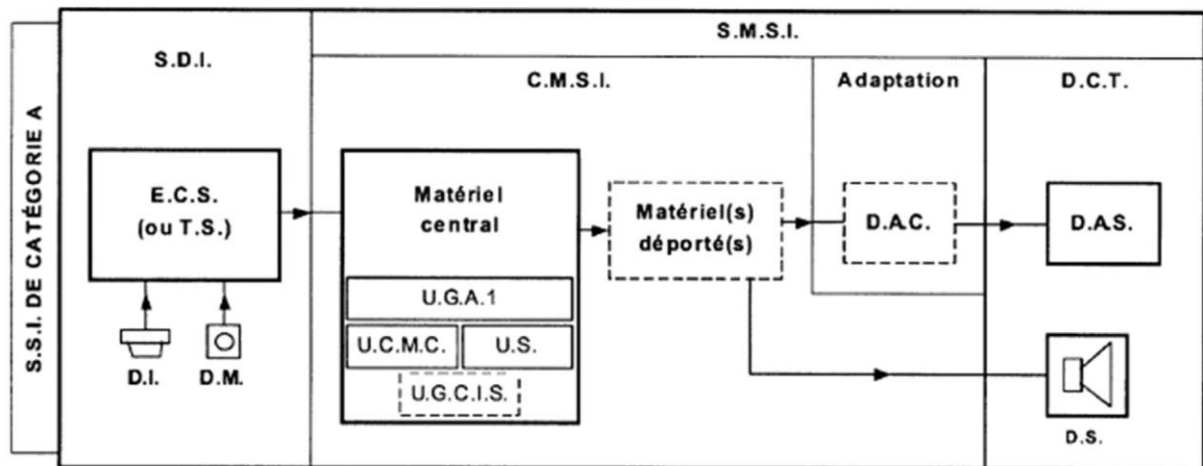 S.S.I. DE CATÉGORIE A
S.D.I.
S.M.S.I.
C.M.S.I.
Adaptation
D.C.T.
E.C.S.
(ou T.S.)
Matériel
central
Matériel(s)
déporté(s)
D.A.C.
D.A.S.
U.G.A.1
U.C.M.C.
U.S.
U.G.C.I.S.
D.I.
D.M.
D.S.